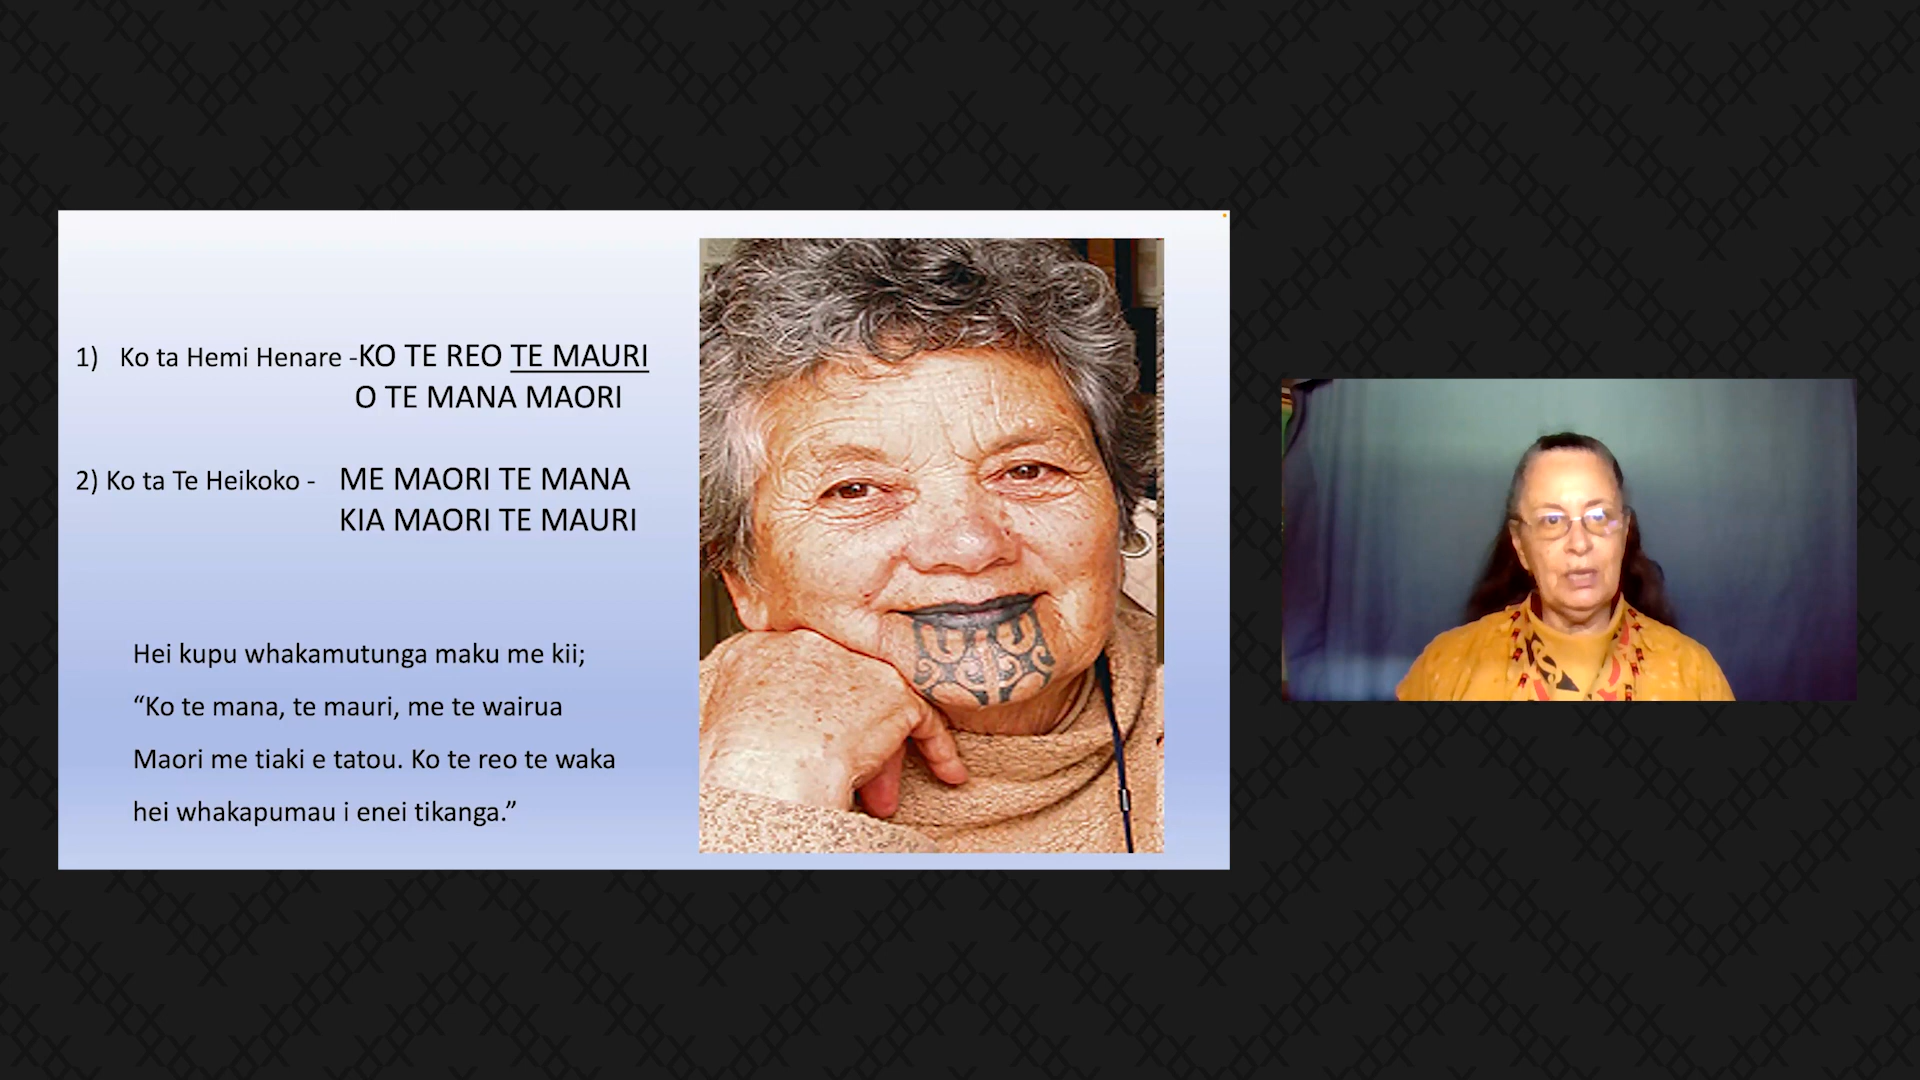 1) Ko ta Hemi Henare -KO TE REO TE MAURI
O TE MANA MAORI
2) Ko ta Te Heikoko - ME MAORI TE MANA
KIA MAORI TE MAURI
Hei kupu whakamutunga maku me kii;
“Ko te mana, te mauri, me te wairua
Maori me tiaki e tatou. Ko te reo te waka
hei whakapumau i enei tikanga.”